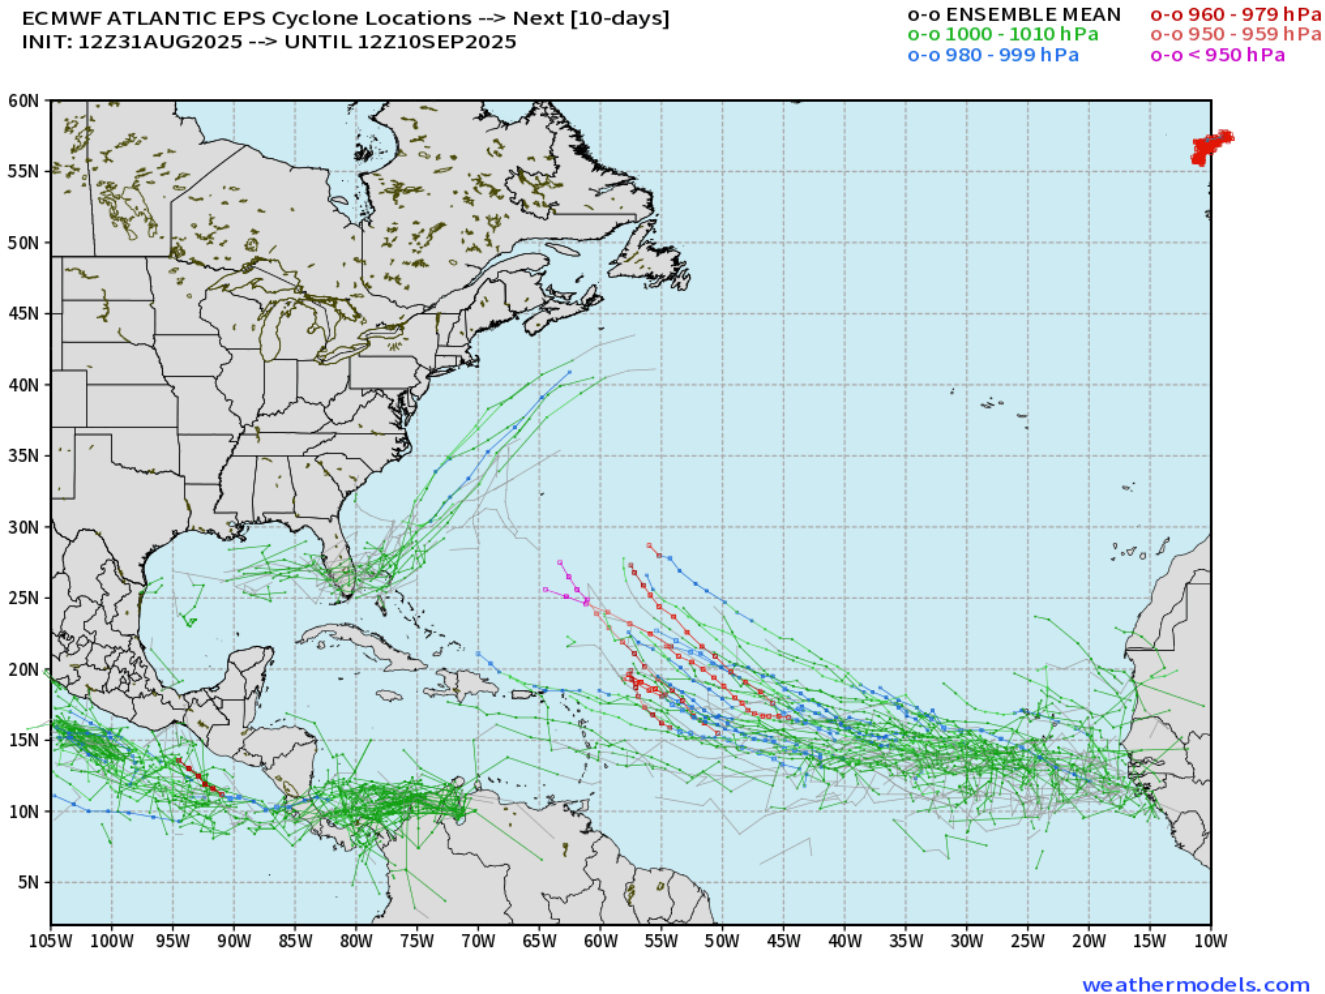 ECMWF ATLANTIC EPS Cyclone Locations --> Next [10-days]
INIT: 12Z31AUG2025 --> UNTIL 12Z10SEP2025
o-o ENSEMBLE MEAN
o-o 1000 - 1010 hPa
o-o 980 - 999 hPa
o-o 960 - 979 hPa
o-o 950 - 959 hPa
o-o < 950 hPa
60N
55N
50N
45N
40N
35N
30N
25N
20N
15N
10N
5N
105W 100W 95W 90W 85W 80W 75W 70W 65W 60W 55W 50W 45W 40W 35W 30W 25W 20W 15W 10W
weathermodels.com